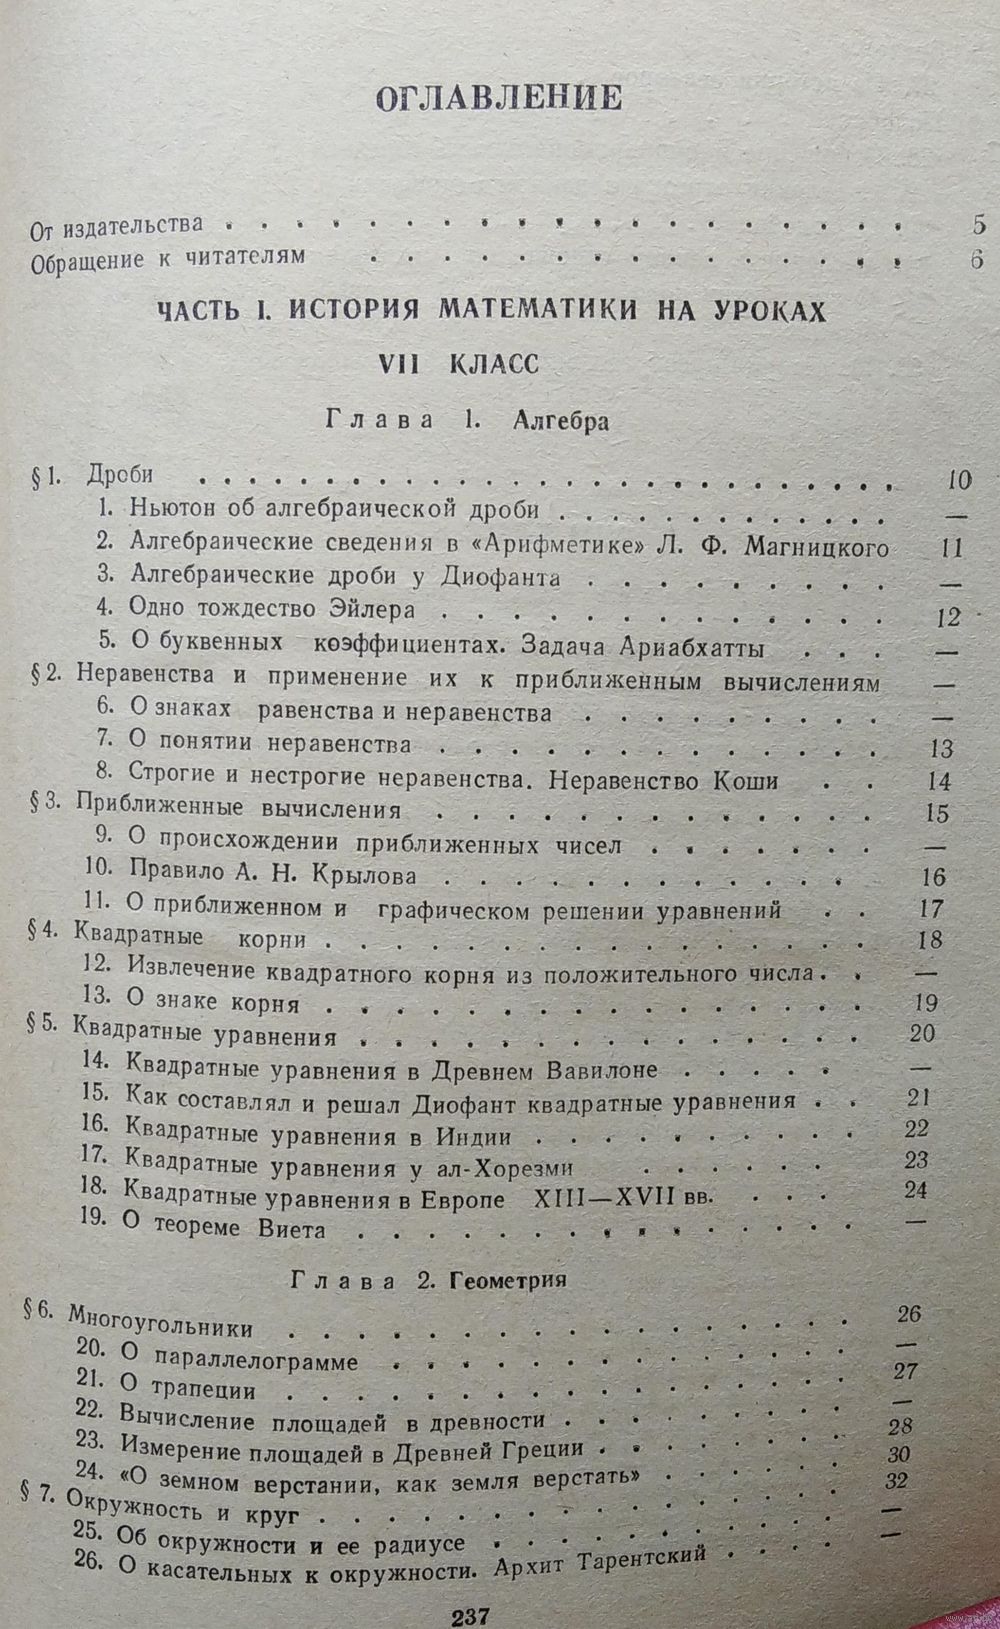 ОГЛАВЛЕНИЕ
От издательства . . . . . . . . . . . . . . . . . . . 5
Обращение к читателям . . . . . . . . . . . . . . . 6
ЧАСТЬ I. ИСТОРИЯ МАТЕМАТИКИ НА УРОКАХ
VII КЛАСС
Глава 1. Алгебра
§ 1. Дроби . . . . . . . . . . . . . . . . . . . . 10
1. Ньютон об алгебраической дроби . . . . . . . . . . —
2. Алгебраические сведения в «Арифметике» Л. Ф. Магницкого 11
3. Алгебраические дроби у Диофанта . . . . . . . . . —
4. Одно тождество Эйлера . . . . . . . . . . . . . 12
5. О буквенных коэффициентах. Задача Ариабхатты . . . —
§ 2. Неравенства и применение их к приближенным вычислениям —
6. О знаках равенства и неравенства . . . . . . . . . —
7. О понятии неравенства . . . . . . . . . . . . . 13
8. Строгие и нестрогие неравенства. Неравенство Коши . . 14
§ 3. Приближенные вычисления . . . . . . . . . . . . . 15
9. О происхождении приближенных чисел . . . . . . . —
10. Правило А. Н. Крылова . . . . . . . . . . . . 16
11. О приближенном и графическом решении уравнений . . 17
§ 4. Квадратные корни . . . . . . . . . . . . . . . . 18
12. Извлечение квадратного корня из положительного числа . . —
13. О знаке корня . . . . . . . . . . . . . . . . 19
§ 5. Квадратные уравнения . . . . . . . . . . . . . . . 20
14. Квадратные уравнения в Древнем Вавилоне . . . . . —
15. Как составлял и решал Диофант квадратные уравнения . . 21
16. Квадратные уравнения в Индии . . . . . . . . . . 22
17. Квадратные уравнения у ал-Хорезми . . . . . . 23
18. Квадратные уравнения в Европе XIII—XVII вв. . . . 24
19. О теореме Виета . . . . . . . . . . . . . . . —
Глава 2. Геометрия
§ 6. Многоугольники . . . . . . . . . . . . . . . . . 26
20. О параллелограмме . . . . . . . . . . . . . . —
21. О трапеции . . . . . . . . . . . . . . . . . 27
22. Вычисление площадей в древности . . . . . . . . —
23. Измерение площадей в Древней Греции . . . . . . . 28
24. «О земном верстании, как земля верстать» . . . . . . 30
§ 7. Окружность и круг . . . . . . . . . . . . . . . . 32
25. Об окружности и ее радиусе . . . . . . . . . . —
26. О касательных к окружности. Архит Тарентский . . . . —
237